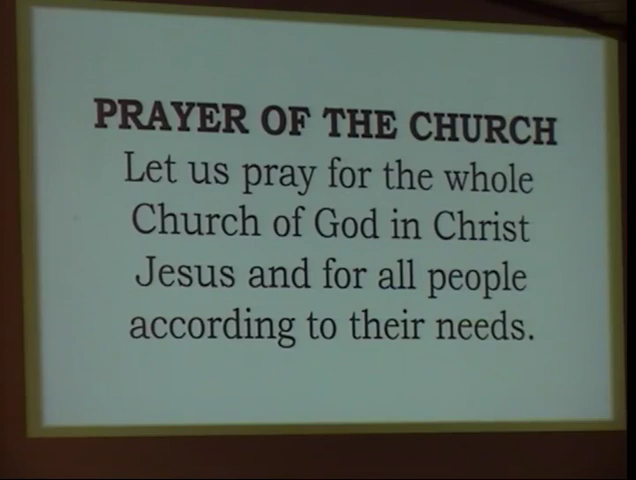 PRAYER OF THE CHURCH
Let us pray for the whole
Church of God in Christ
Jesus and for all people
according to their needs.